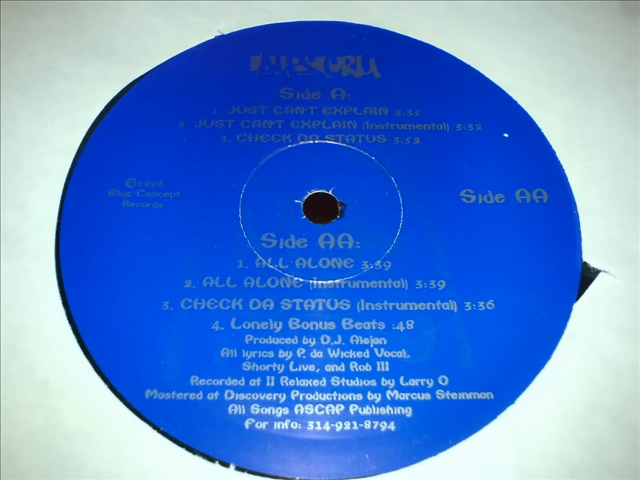 CRU
Side A:
1. JUST CAN'T EXPLAIN 3:35
2. JUST CAN'T EXPLAIN (Instrumental) 3:32
3. CHECK DA STATUS 3:52
©1996
Blue Concept
Records
Side AA
Side AA:
1. ALL ALONE 3:39
2. ALL ALONE (Instrumental) 3:39
3. CHECK DA STATUS (Instrumental) 3:36
4. Lonely Bonus Beats :48
Produced by D.J. Alejan
All lyrics by P. da Wicked Vocal,
Shorty Live, and Rob III
Recorded at II Relaxed Studios by Larry O
Mastered at Discovery Productions by Marcus Steinman
All Songs ASCAP Publishing
For info: 314-921-8794